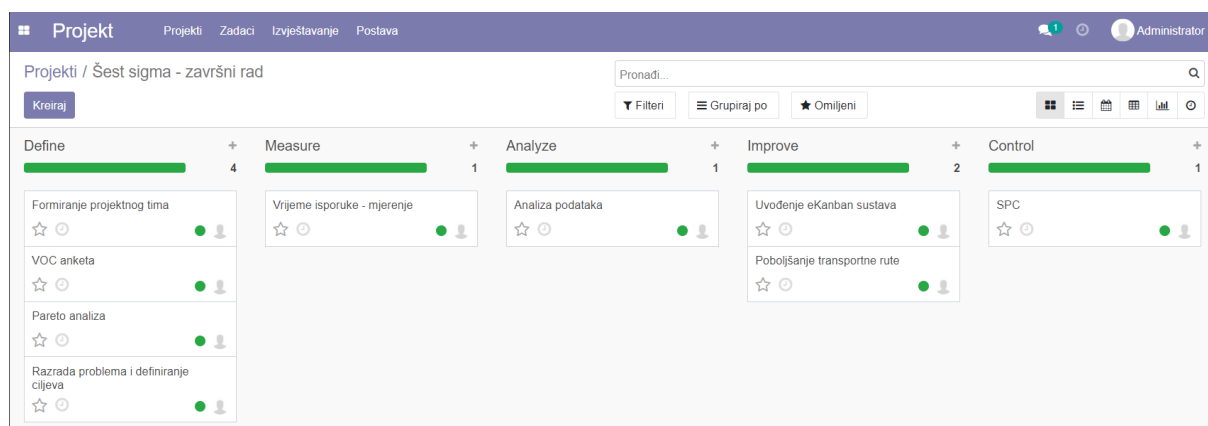 Projekt Projekti Zadaci Izvještavanje Postava 1 Administrator
Projekti / Šest sigma - završni rad
Pronađi...
Kreiraj
Filteri Grupiraj po Omiljeni
Define + Measure + Analyze + Improve + Control +
4 1 1 2 1
Formiranje projektnog tima
VOC anketa
Pareto analiza
Razrada problema i definiranje
ciljeva
Vrijeme isporuke - mjerenje
Analiza podataka
Uvođenje eKanban sustava
Poboljšanje transportne rute
SPC